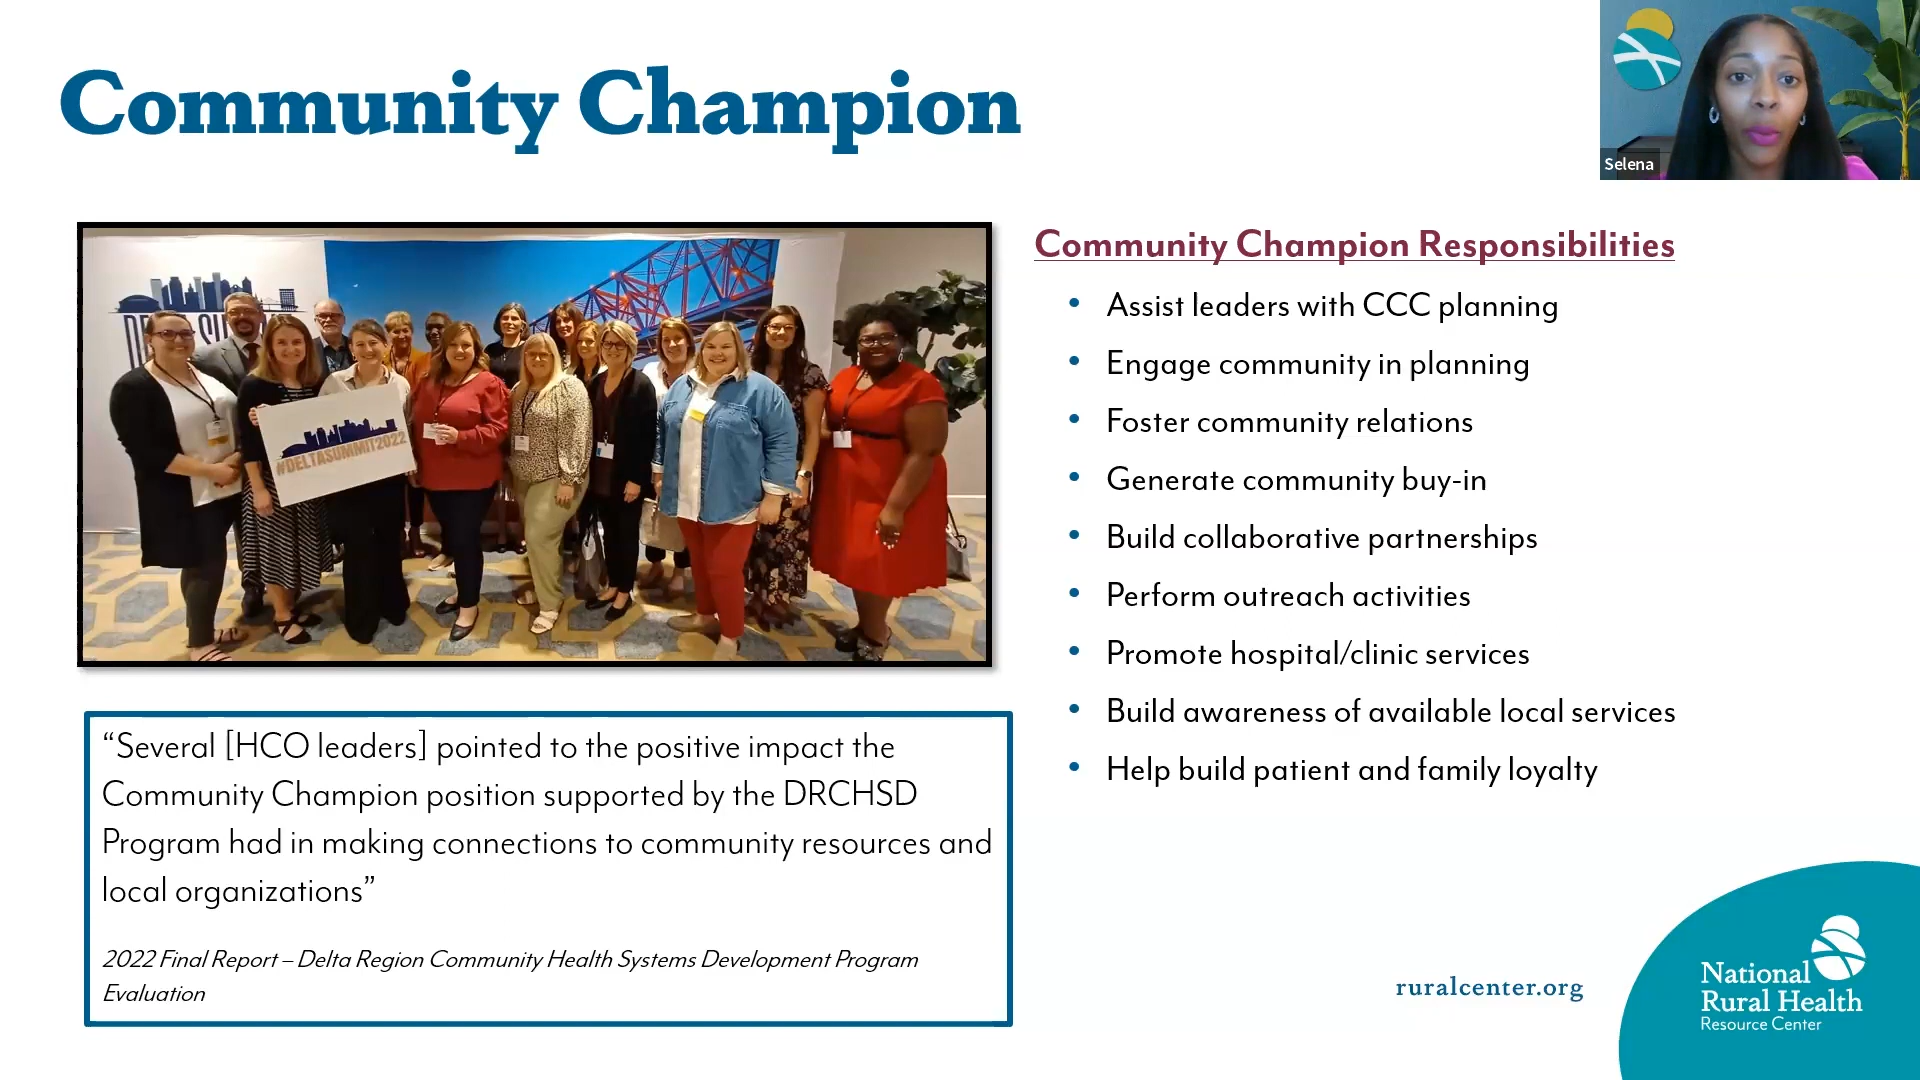 Community Champion
Selena
#DELTASUMMIT2022
Community Champion Responsibilities
• Assist leaders with CCC planning
• Engage community in planning
• Foster community relations
• Generate community buy-in
• Build collaborative partnerships
• Perform outreach activities
• Promote hospital/clinic services
• Build awareness of available local services
• Help build patient and family loyalty
“Several [HCO leaders] pointed to the positive impact the
Community Champion position supported by the DRCHSD
Program had in making connections to community resources and
local organizations”
2022 Final Report – Delta Region Community Health Systems Development Program
Evaluation
ruralcenter.org
National
Rural Health
Resource Center